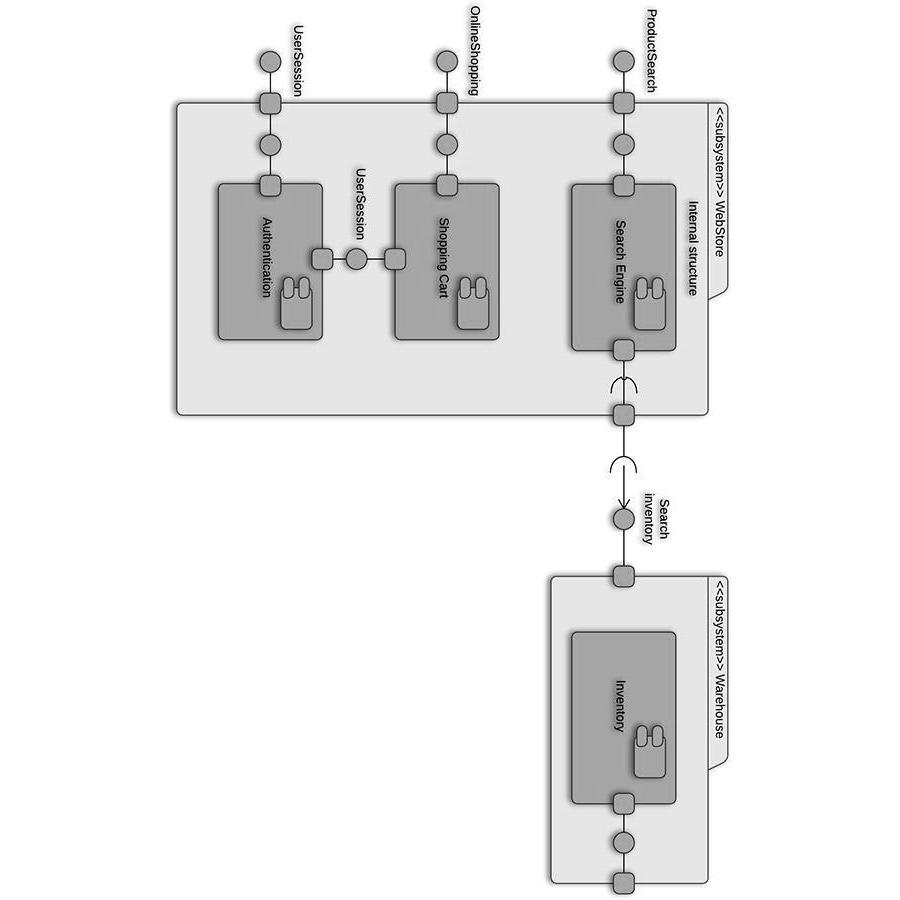 <<subsystem>> WebStore
Internal structure
ProductSearch
Search Engine
OnlineShopping
Shopping Cart
UserSession
UserSession
Authentication
<<subsystem>> Warehouse
Search
inventory
Inventory